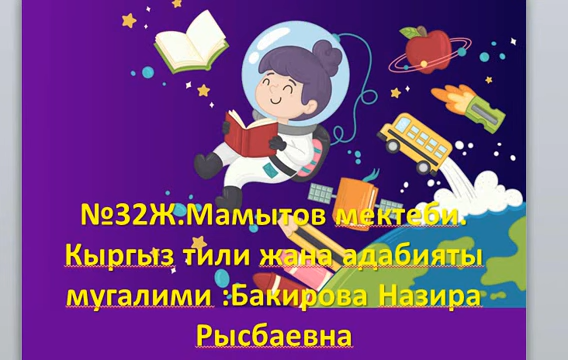 №32Ж.Мамытов мектеби.
Кыргыз тили жана адабияты
мугалими :Бакирова Назира
Рысбаевна